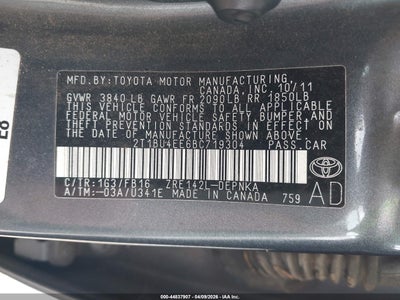 MFD. BY: TOYOTA MOTOR MANUFACTURING
CANADA, INC. 10/11
GVWR 3840 LB GAWR FR 2090LB RR 1950LB
THIS VEHICLE CONFORMS TO ALL APPLICABLE
FEDERAL MOTOR VEHICLE SAFETY, BUMPER, AND
THEFT PREVENTION STANDARDS IN EFFECT ON
THE DATE OF MANUFACTURE SHOWN ABOVE.
2T1BU4EE6BC719304 PASS. CAR
C/TR: 1G3/FB16 ZRE142L-DEPNKA
A/TM: -03A/U341E MADE IN CANADA 759
AD
E8
(00-44837907 - 04/09/2026 - IAA Inc.)